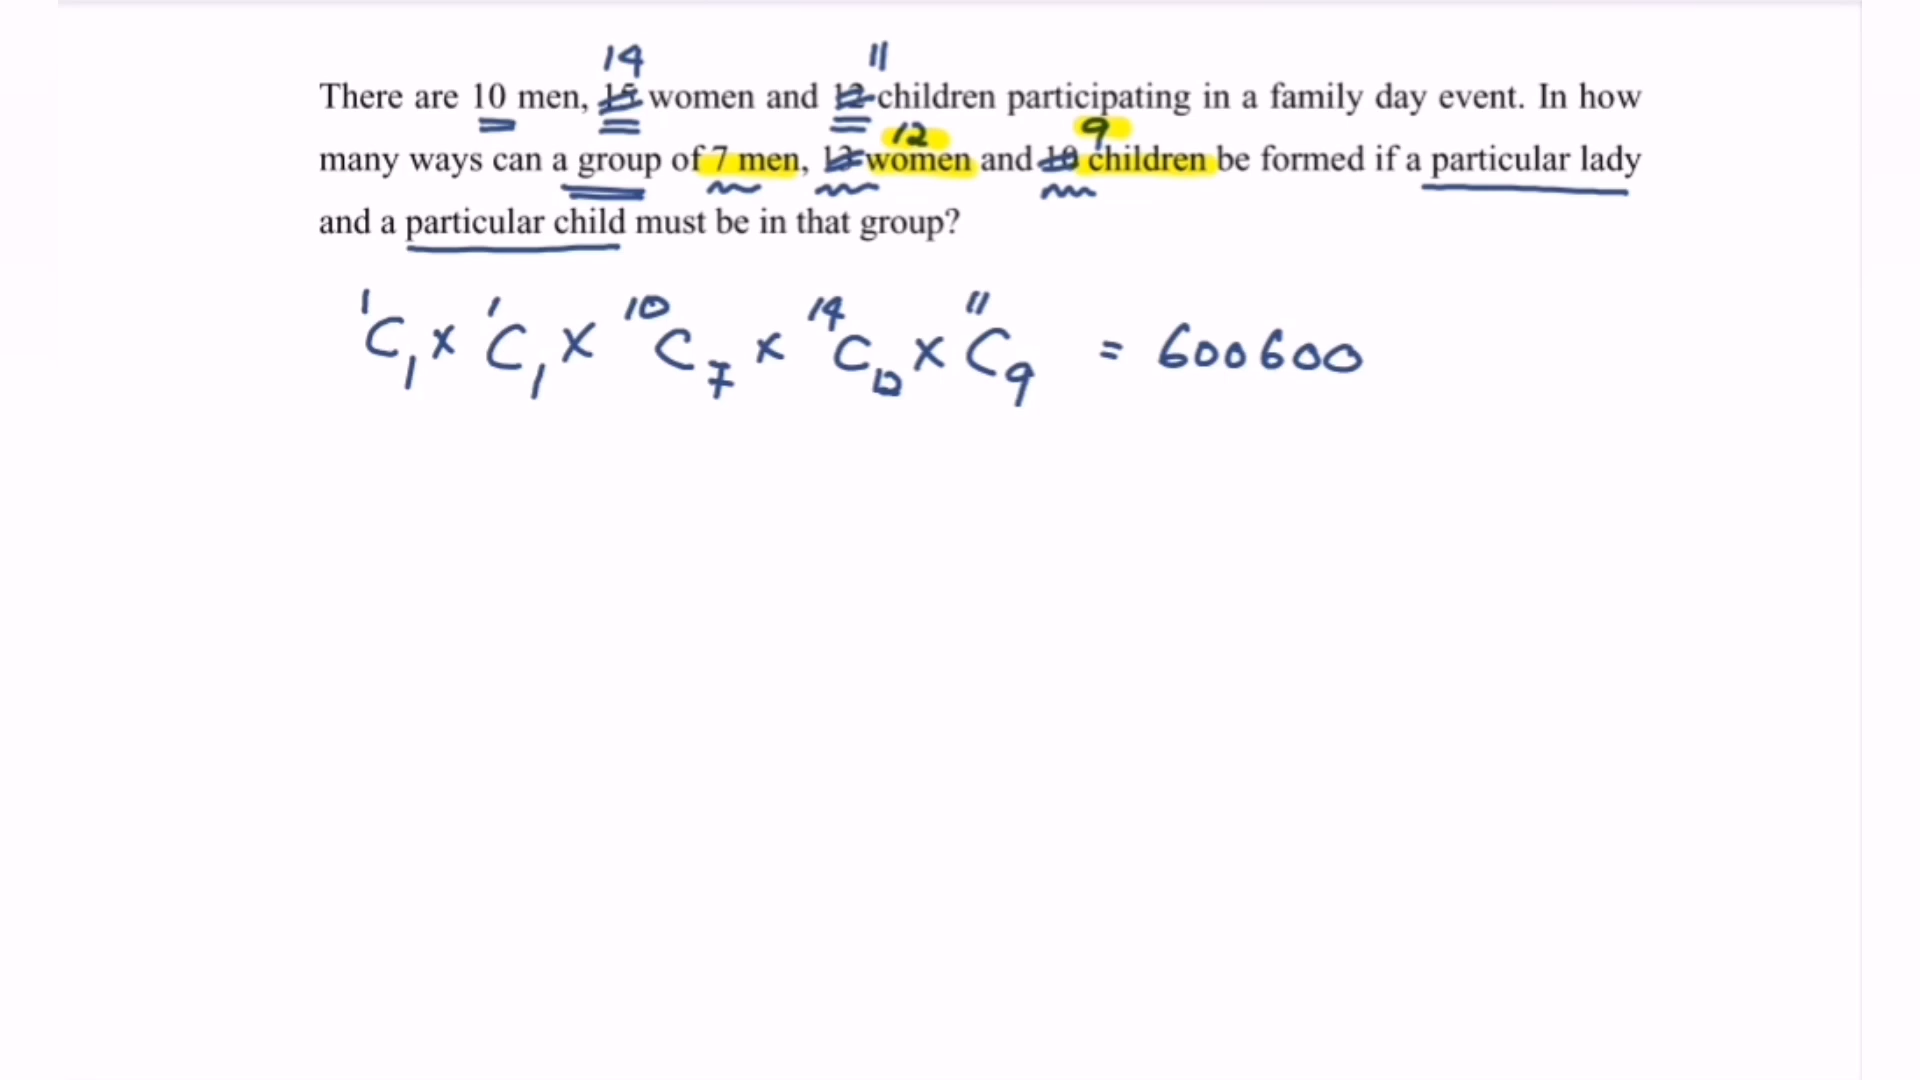 14 11
There are 10 men, 15 women and 12 children participating in a family day event. In how
12 9
many ways can a group of 7 men, 13 women and 10 children be formed if a particular lady
and a particular child must be in that group?
¹C₁ × ¹C₁ × ¹⁰C₇ × ¹⁴C₁₂ × ¹¹C₉ = 600600